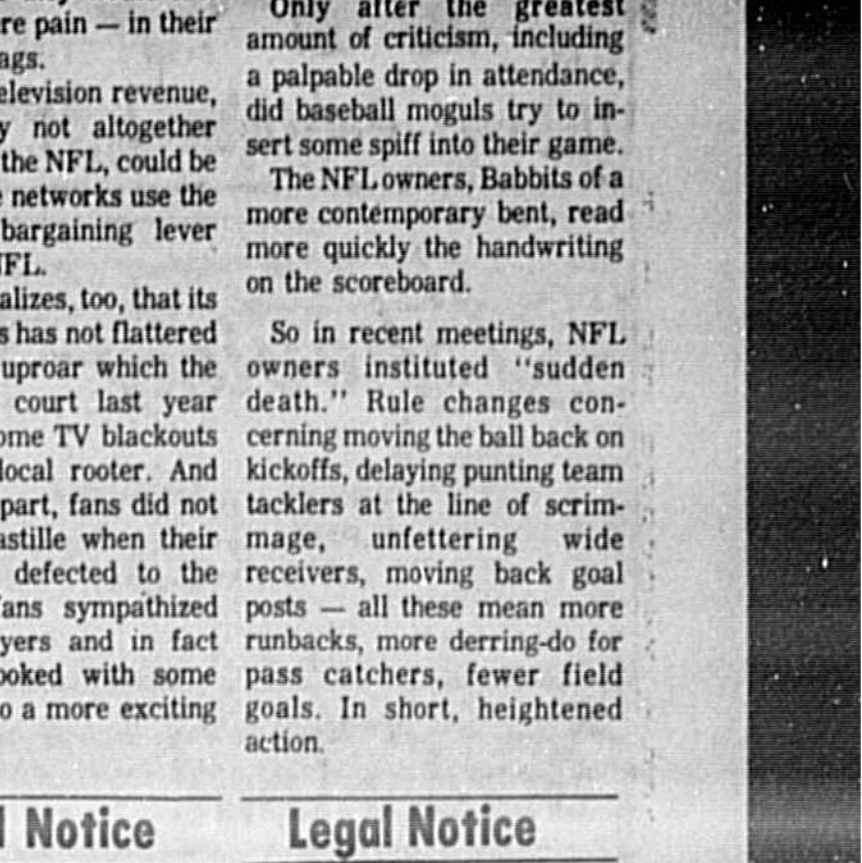 re pain — in their
ags.
elevision revenue,
y not altogether
the NFL, could be
networks use the
bargaining lever
NFL.
alizes, too, that its
s has not flattered
uproar which the
court last year
ome TV blackouts
local rooter. And
part, fans did not
astille when their
defected to the
fans sympathized
yers and in fact
ooked with some
o a more exciting
Notice
Only after the greatest
amount of criticism, including
a palpable drop in attendance,
did baseball moguls try to in-
sert some spiff into their game.
The NFL owners, Babbits of a
more contemporary bent, read
more quickly the handwriting
on the scoreboard.
So in recent meetings, NFL
owners instituted "sudden
death." Rule changes con-
cerning moving the ball back on
kickoffs, delaying punting team
tacklers at the line of scrim-
mage, unfettering wide
receivers, moving back goal
posts — all these mean more
runbacks, more derring-do for
pass catchers, fewer field
goals. In short, heightened
action.
Legal Notice